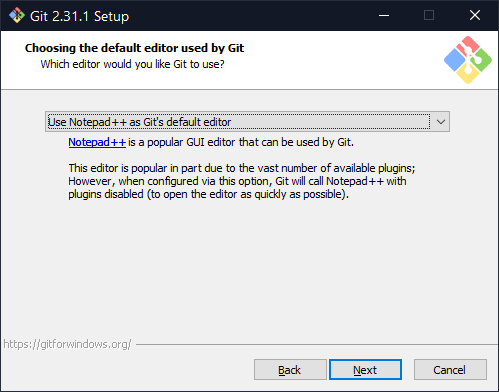 Git 2.31.1 Setup
Choosing the default editor used by Git
Which editor would you like Git to use?
Use Notepad++ as Git's default editor
Notepad++ is a popular GUI editor that can be used by Git.
This editor is popular in part due to the vast number of available plugins;
However, when configured via this option, Git will call Notepad++ with
plugins disabled (to open the editor as quickly as possible).
https://gitforwindows.org/
Back Next Cancel